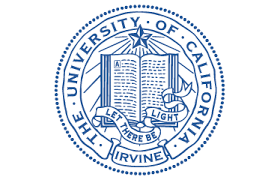 · THE · UNIVERSITY · OF · CALIFORNIA ·
A
LET THERE BE LIGHT
IRVINE